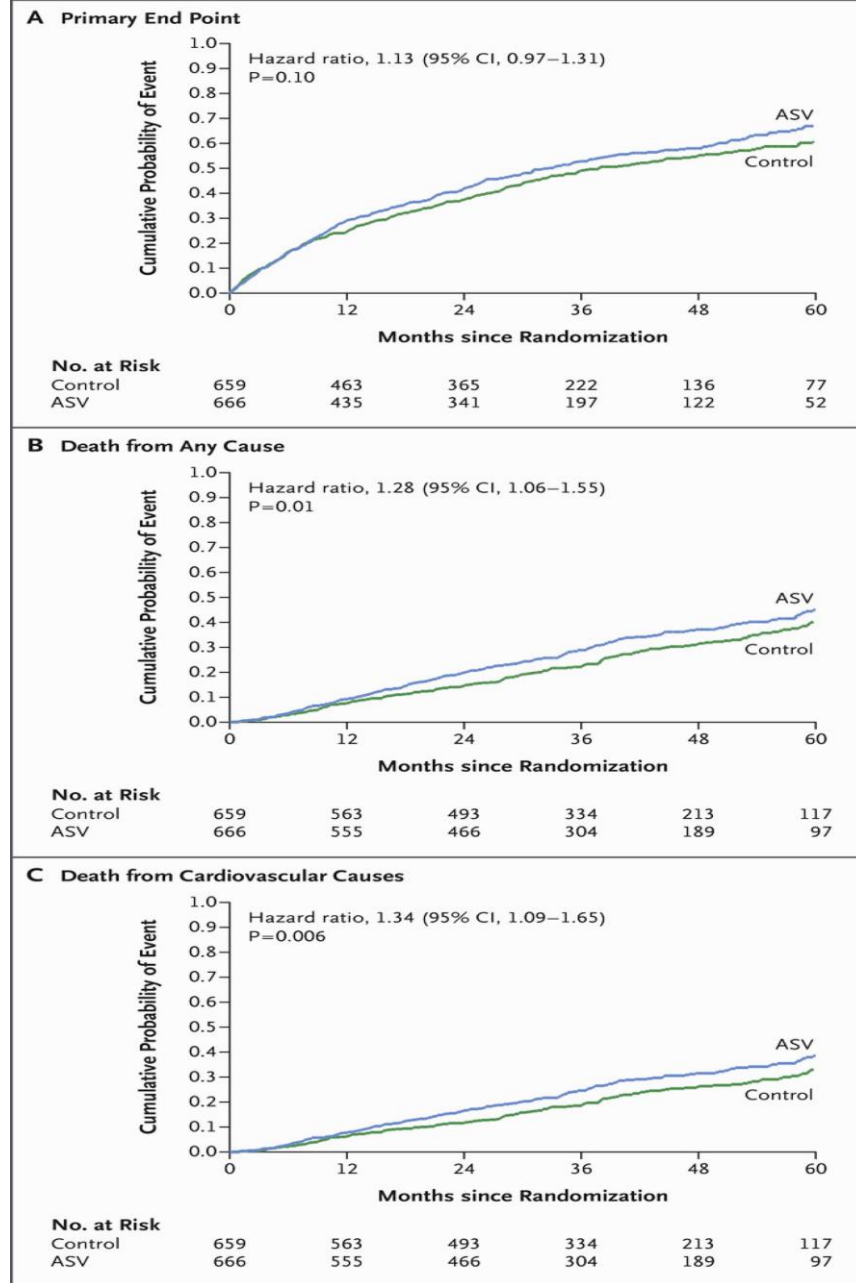 A Primary End Point
Cumulative Probability of Event
1.0
0.9
0.8
0.7
0.6
0.5
0.4
0.3
0.2
0.1
0.0
Hazard ratio, 1.13 (95% CI, 0.97–1.31)
P=0.10
ASV
Control
0 12 24 36 48 60
Months since Randomization
No. at Risk
Control 659 463 365 222 136 77
ASV 666 435 341 197 122 52
B Death from Any Cause
Cumulative Probability of Event
1.0
0.9
0.8
0.7
0.6
0.5
0.4
0.3
0.2
0.1
0.0
Hazard ratio, 1.28 (95% CI, 1.06–1.55)
P=0.01
ASV
Control
0 12 24 36 48 60
Months since Randomization
No. at Risk
Control 659 563 493 334 213 117
ASV 666 555 466 304 189 97
C Death from Cardiovascular Causes
Cumulative Probability of Event
1.0
0.9
0.8
0.7
0.6
0.5
0.4
0.3
0.2
0.1
0.0
Hazard ratio, 1.34 (95% CI, 1.09–1.65)
P=0.006
ASV
Control
0 12 24 36 48 60
Months since Randomization
No. at Risk
Control 659 563 493 334 213 117
ASV 666 555 466 304 189 97